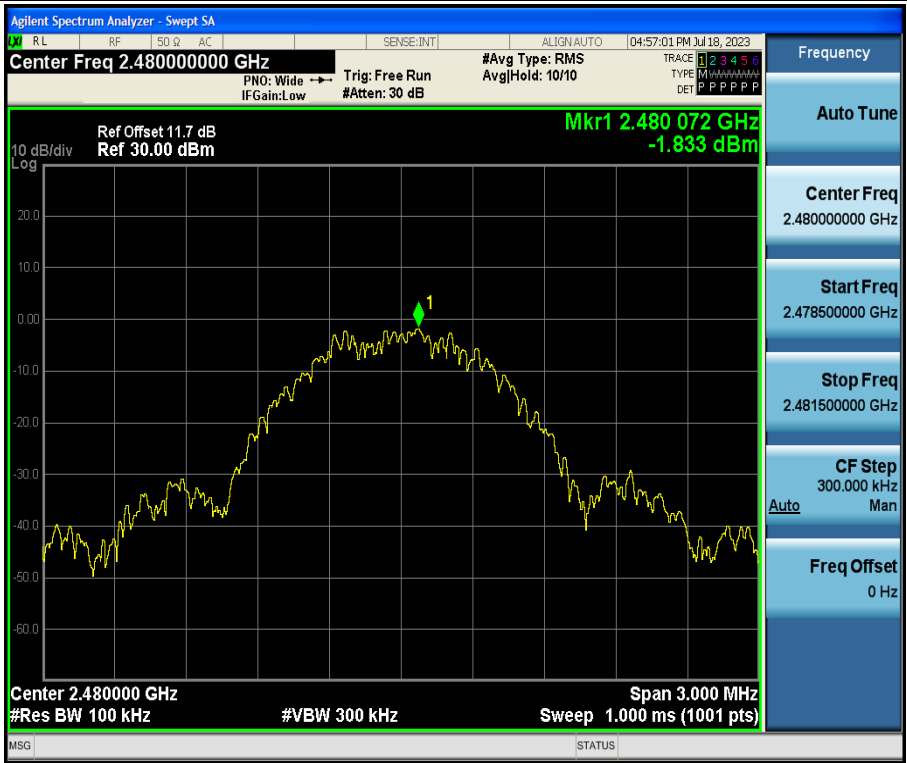 Agilent Spectrum Analyzer - Swept SA
LXI RL RF 50 Ω AC SENSE:INT ALIGN AUTO 04:57:01 PM Jul 18, 2023
Center Freq 2.480000000 GHz
PNO: Wide
IFGain:Low
Trig: Free Run
#Atten: 30 dB
#Avg Type: RMS
Avg|Hold: 10/10
TRACE 1 2 3 4 5 6
TYPE M
DET P P P P P P
Mkr1 2.480 072 GHz
-1.833 dBm
Ref Offset 11.7 dB
10 dB/div Ref 30.00 dBm
Log
1
20.0
10.0
0.00
-10.0
-20.0
-30.0
-40.0
-50.0
-60.0
Center 2.480000 GHz Span 3.000 MHz
#Res BW 100 kHz #VBW 300 kHz Sweep 1.000 ms (1001 pts)
MSG STATUS
Frequency
Auto Tune
Center Freq
2.480000000 GHz
Start Freq
2.478500000 GHz
Stop Freq
2.481500000 GHz
CF Step
300.000 kHz
Auto Man
Freq Offset
0 Hz